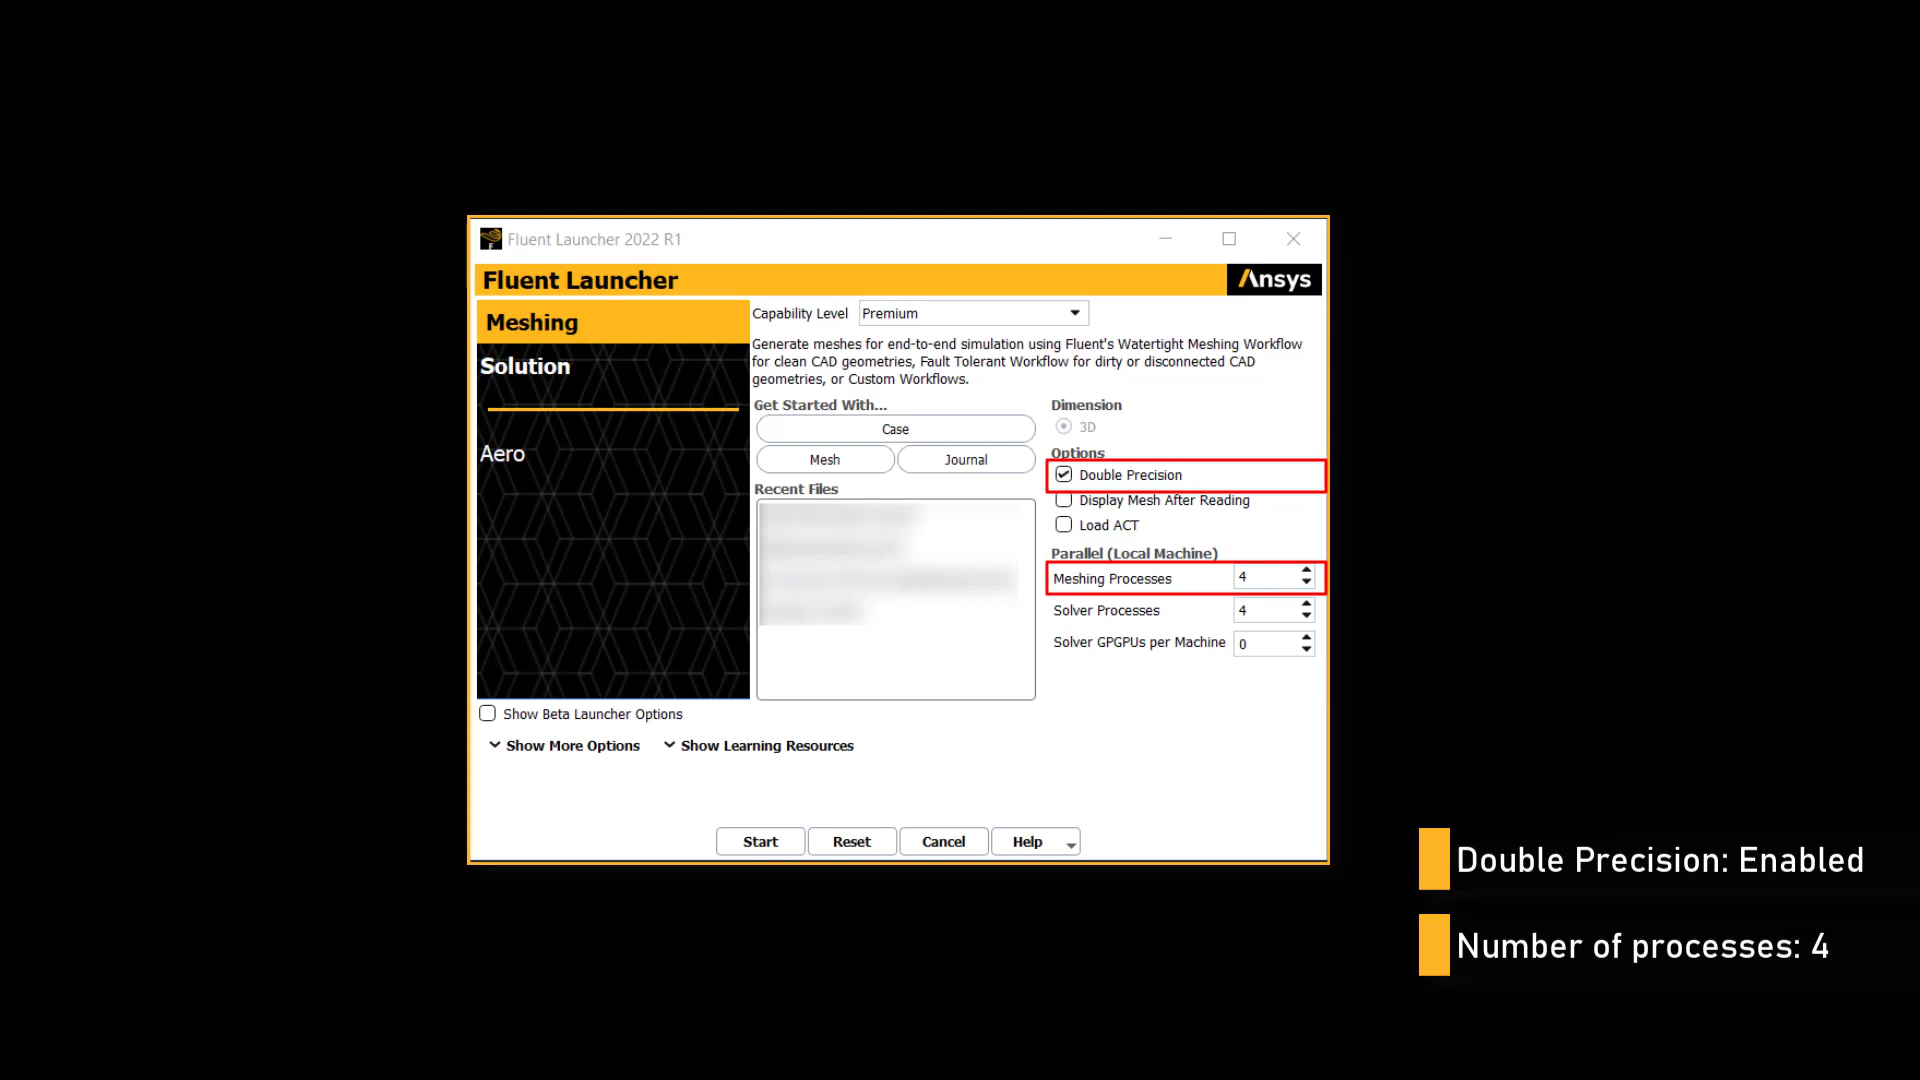 Fluent Launcher 2022 R1
Fluent Launcher
Ansys
Meshing
Solution
Aero
Capability Level Premium
Generate meshes for end-to-end simulation using Fluent's Watertight Meshing Workflow
for clean CAD geometries, Fault Tolerant Workflow for dirty or disconnected CAD
geometries, or Custom Workflows.
Get Started With...
Case
Mesh Journal
Recent Files
Dimension
3D
Options
Double Precision
Display Mesh After Reading
Load ACT
Parallel (Local Machine)
Meshing Processes 4
Solver Processes 4
Solver GPGPUs per Machine 0
Show Beta Launcher Options
Show More Options Show Learning Resources
Start Reset Cancel Help
Double Precision: Enabled
Number of processes: 4